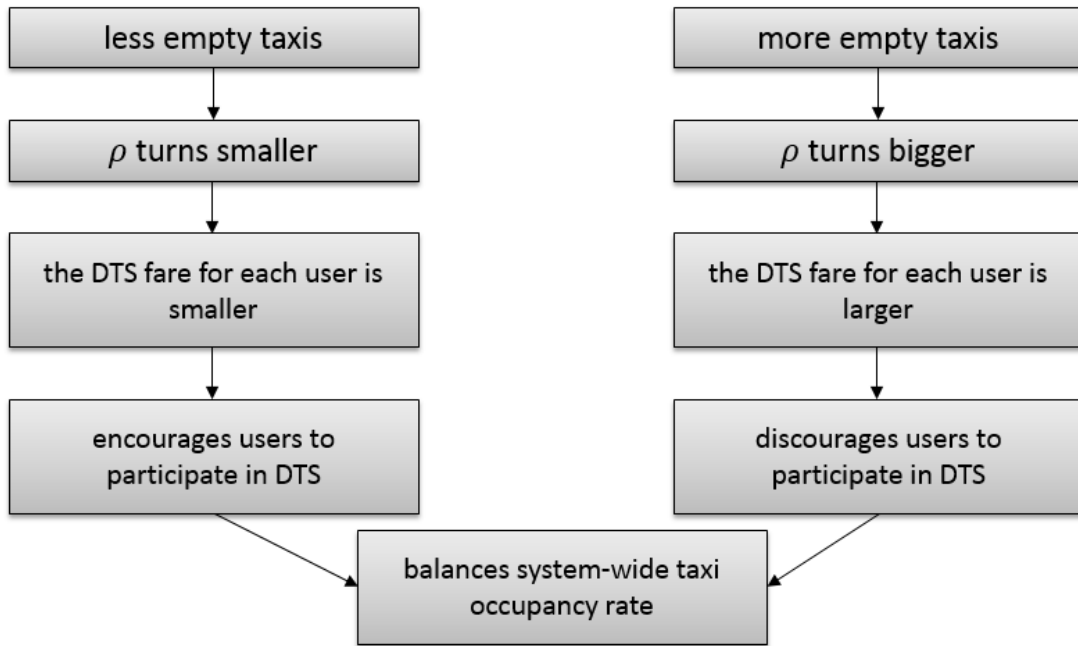 less empty taxis
ρ turns smaller
the DTS fare for each user is
smaller
encourages users to
participate in DTS
more empty taxis
ρ turns bigger
the DTS fare for each user is
larger
discourages users to
participate in DTS
balances system-wide taxi
occupancy rate